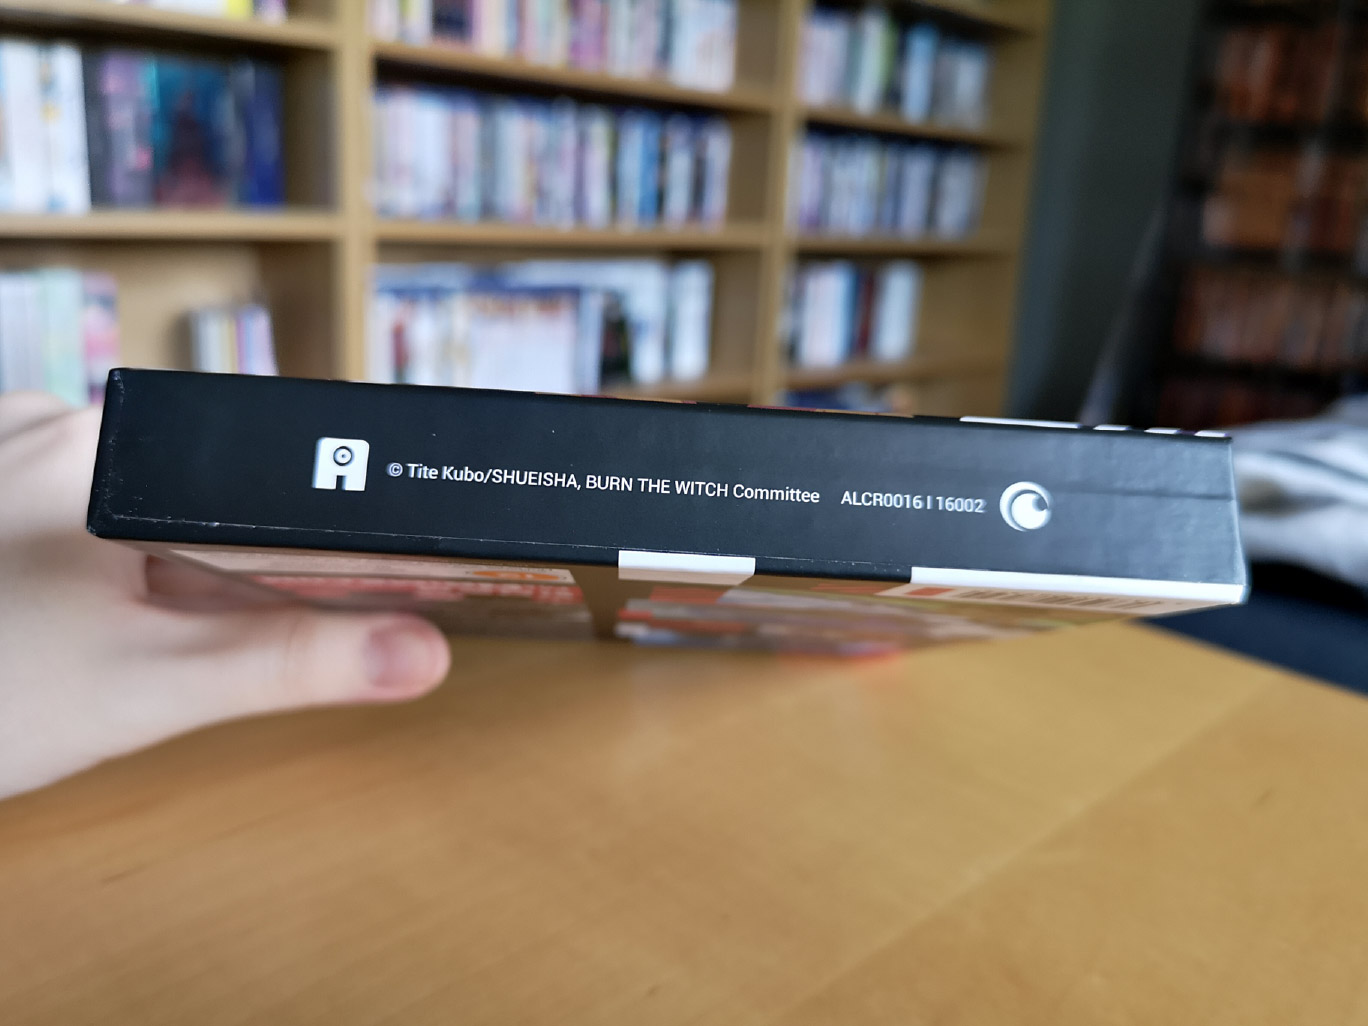 © Tite Kubo/SHUEISHA, BURN THE WITCH Committee ALCR0016 | 16002